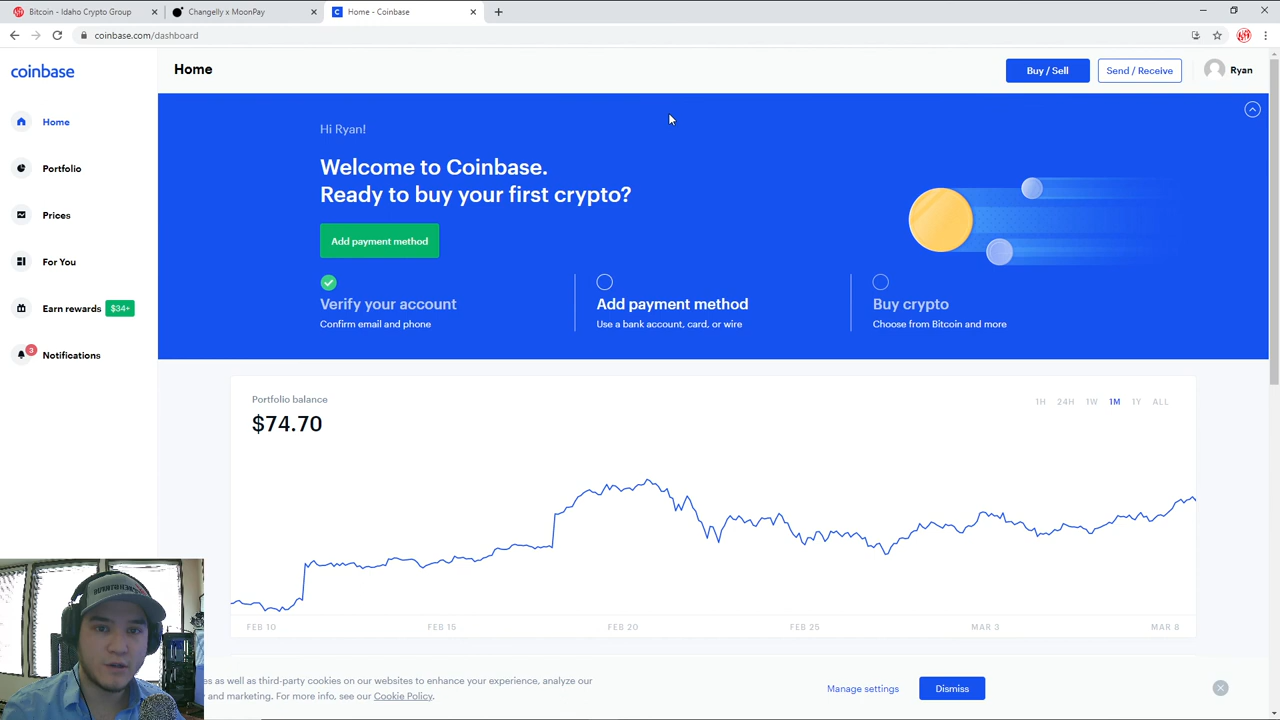 Bitcoin - Idaho Crypto Group
Changelly x MoonPay
Home - Coinbase
coinbase.com/dashboard
coinbase
Home
Buy / Sell
Send / Receive
Ryan
Home
Portfolio
Prices
For You
Earn rewards $34+
3 Notifications
Hi Ryan!
Welcome to Coinbase.
Ready to buy your first crypto?
Add payment method
Verify your account
Confirm email and phone
Add payment method
Use a bank account, card, or wire
Buy crypto
Choose from Bitcoin and more
Portfolio balance
$74.70
1H 24H 1W 1M 1Y ALL
FEB 10 FEB 15 FEB 20 FEB 25 MAR 3 MAR 8
as well as third-party cookies on our websites to enhance your experience, analyze our
and marketing. For more info, see our Cookie Policy.
Manage settings
Dismiss